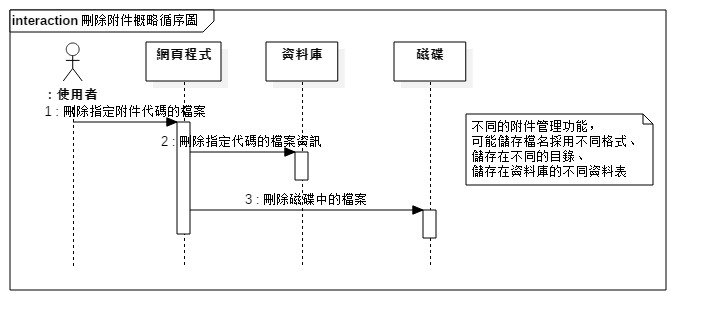 interaction 刪除附件概略循序圖
網頁程式
資料庫
磁碟
: 使用者
1 : 刪除指定附件代碼的檔案
2 : 刪除指定代碼的檔案資訊
3 : 刪除磁碟中的檔案
不同的附件管理功能，
可能儲存檔名採用不同格式、
儲存在不同的目錄、
儲存在資料庫的不同資料表